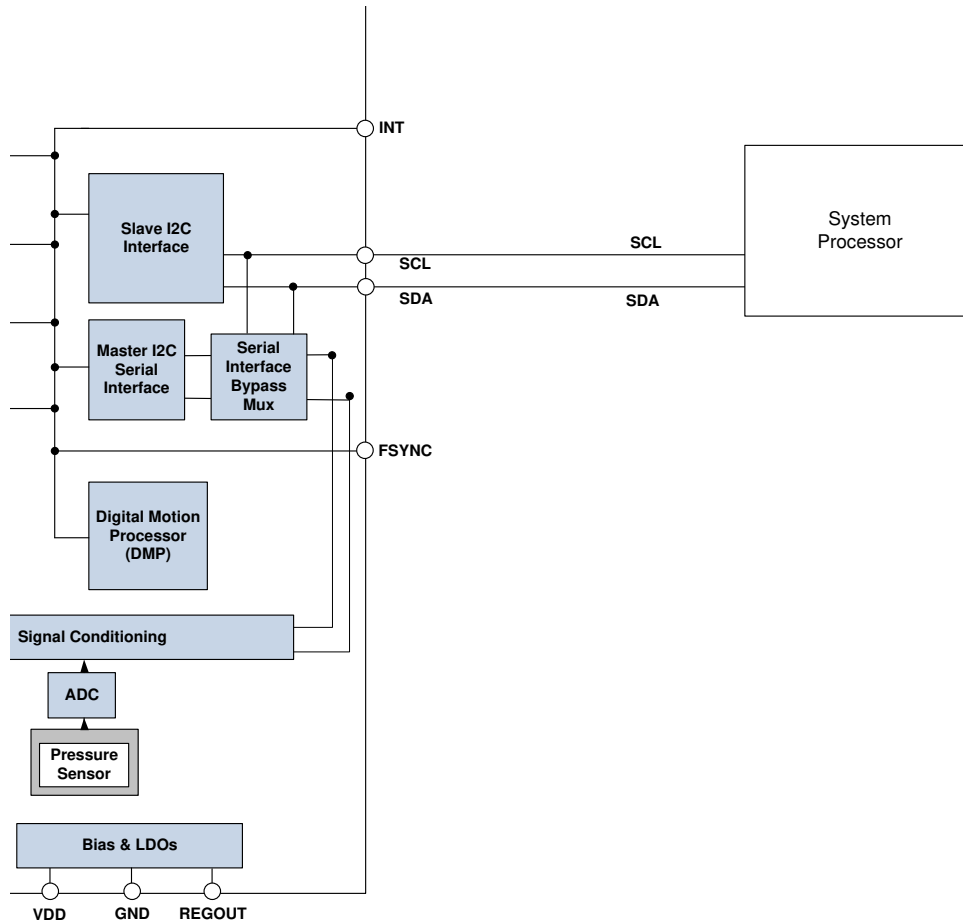 INT
Slave I2C
Interface
SCL
SDA
SCL
SDA
System
Processor
Master I2C
Serial
Interface
Serial
Interface
Bypass
Mux
FSYNC
Digital Motion
Processor
(DMP)
Signal Conditioning
ADC
Pressure
Sensor
Bias & LDOs
VDD
GND
REGOUT